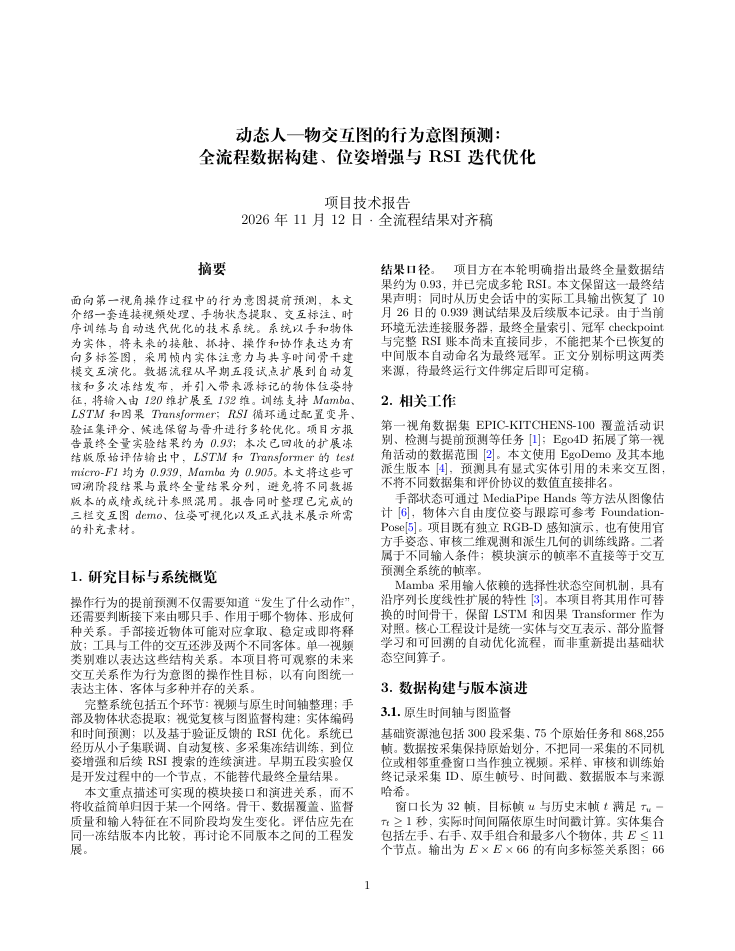 动态人—物交互图的行为意图预测：
全流程数据构建、位姿增强与 RSI 迭代优化
项目技术报告
2026 年 11 月 12 日 · 全流程结果对齐稿
摘要
面向第一视角操作过程中的行为意图提前预测，本文
介绍一套连接视频处理、手物状态提取、交互标注、时
序训练与自动迭代优化的技术系统。系统以手和物体
为实体，将未来的接触、抓持、操作和协作表达为有
向多标签图，采用帧内实体注意力与共享时间骨干建
模交互演化。数据流程从早期五段试点扩展到自动复
核和多次冻结发布，并引入带来源标记的物体位姿特
征，将输入由 120 维扩展至 132 维。训练支持 Mamba、
LSTM 和因果 Transformer；RSI 循环通过配置变异、
验证集评分、候选保留与晋升进行多轮优化。项目方报
告最终全量实验结果约为 0.93；本次已回收的扩展冻
结版原始评估输出中，LSTM 和 Transformer 的 test
micro-F1 均为 0.939，Mamba 为 0.905。本文将这些可
回溯阶段结果与最终全量结果分列，避免将不同数据
版本的成绩或统计参照混用。报告同时整理已完成的
三栏交互图 demo、位姿可视化以及正式技术展示所需
的补充素材。
1. 研究目标与系统概览
操作行为的提前预测不仅需要知道 “发生了什么动作”，
还需要判断接下来由哪只手、作用于哪个物体、形成何
种关系。手部接近物体可能对应拿取、稳定或即将释
放；工具与工件的交互还涉及两个不同客体。单一视频
类别难以表达这些结构关系。本项目将可观察的未来
交互关系作为行为意图的操作性目标，以有向图统一
表达主体、客体与多种并存的关系。
完整系统包括五个环节：视频与原生时间轴整理；手
部及物体状态提取；视觉复核与图监督构建；实体编码
和时间预测；以及基于验证反馈的 RSI 优化。系统已
经历从小子集联调、自动复核、多采集冻结训练，到位
姿增强和后续 RSI 搜索的连续演进。早期五段实验仅
是开发过程中的一个节点，不能替代最终全量结果。
本文重点描述可实现的模块接口和演进关系，而不
将收益简单归因于某一个网络。骨干、数据覆盖、监督
质量和输入特征在不同阶段均发生变化。评估应先在
同一冻结版本内比较，再讨论不同版本之间的工程发
展。
结果口径。 项目方在本轮明确指出最终全量数据结
果约为 0.93，并已完成多轮 RSI。本文保留这一最终结
果声明；同时从历史会话中的实际工具输出恢复了 10
月 26 日的 0.939 测试结果及后续版本记录。由于当
前环境无法连接服务器，最终全量索引、冠军 checkpoint
与完整 RSI 账本尚未直接同步，不能把某个已恢复的
中间版本自动命名为最终冠军。正文分别标明这两类
来源，待最终运行文件绑定后即可定稿。
2. 相关工作
第一视角数据集 EPIC-KITCHENS-100 覆盖活动识
别、检测与提前预测等任务 [1]；Ego4D 拓展了第一视
角活动的数据范围 [2]。本文使用 EgoDemo 及其本地
派生版本 [4]，预测具有显式实体引用的未来交互图，
不将不同数据集和评价协议的数值直接排名。
手部状态可通过 MediaPipe Hands 等方法从图像估
计 [6]，物体六自由度位姿与跟踪可参考 Foundation-
Pose[5]。项目既有独立 RGB-D 感知演示，也有使用官
方手姿态、审核二维观测和派生几何的训练线路。二者
属于不同输入条件；模块演示的帧率不直接等于交互
预测全系统的帧率。
Mamba 采用输入依赖的选择性状态空间机制，具有
沿序列长度线性扩展的特性 [3]。本项目将其用作可替
换的时间骨干，保留 LSTM 和因果 Transformer 作为
对照。核心工程设计是统一实体与交互表示、部分监督
学习和可回溯的自动优化流程，而非重新提出基础状
态空间算子。
3. 数据构建与版本演进
3.1. 原生时间轴与图监督
基础资源池包括 300 段采集、75 个原始任务和 868,255
帧。数据按采集保持原始划分，不把同一采集的不同机
位或相邻重叠窗口当作独立视频。采样、审核和训练始
终记录采集 ID、原生帧号、时间戳、数据版本与来源
哈希。
窗口长为 32 帧，目标帧 u 与历史末帧 t 满足 τu −
τt ≥ 1 秒，实际时间间隔依原生时间戳计算。实体集合
包括左手、右手、双手组合和最多八个物体，共 E ≤ 11
个节点。输出为 E × E × 66 的有向多标签关系图；66
1